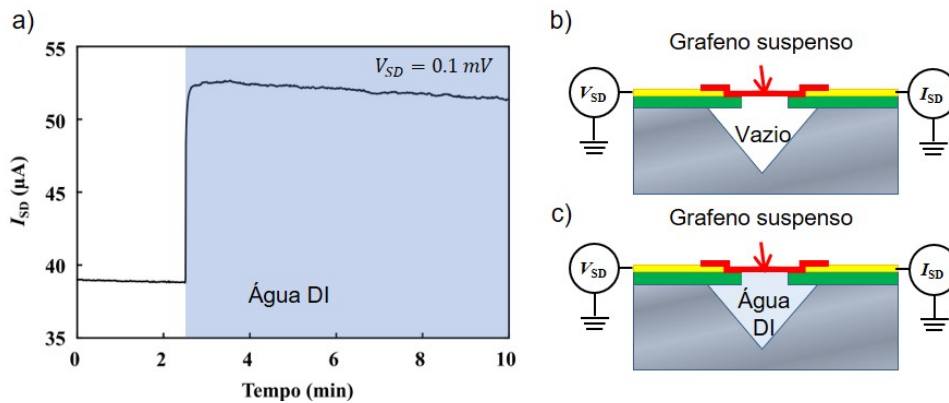 a)
55
50
45
40
35
I_SD (µA)
V_SD = 0.1 mV
Água DI
0
2
4
6
8
10
Tempo (min)
b)
Grafeno suspenso
V_SD
I_SD
Vazio
c)
Grafeno suspenso
V_SD
I_SD
Água
DI